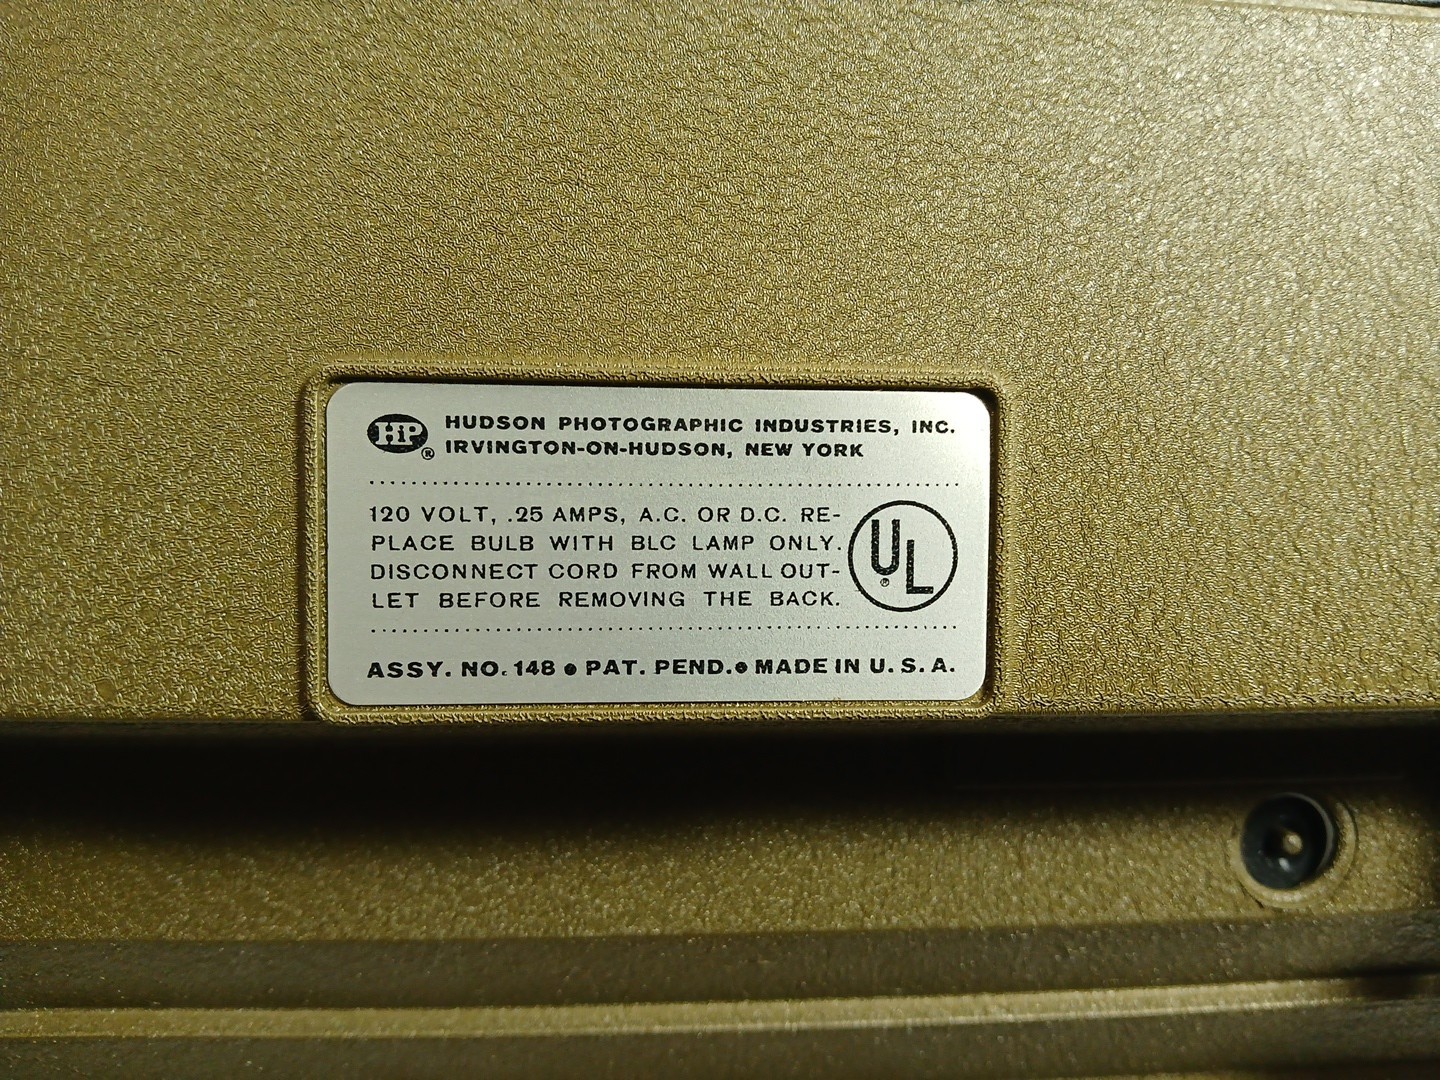 HP®
HUDSON PHOTOGRAPHIC INDUSTRIES, INC.
IRVINGTON-ON-HUDSON, NEW YORK
120 VOLT, .25 AMPS, A.C. OR D.C. RE-
PLACE BULB WITH BLC LAMP ONLY.
DISCONNECT CORD FROM WALL OUT-
LET BEFORE REMOVING THE BACK.
UL®
ASSY. NO. 148 • PAT. PEND. • MADE IN U.S.A.